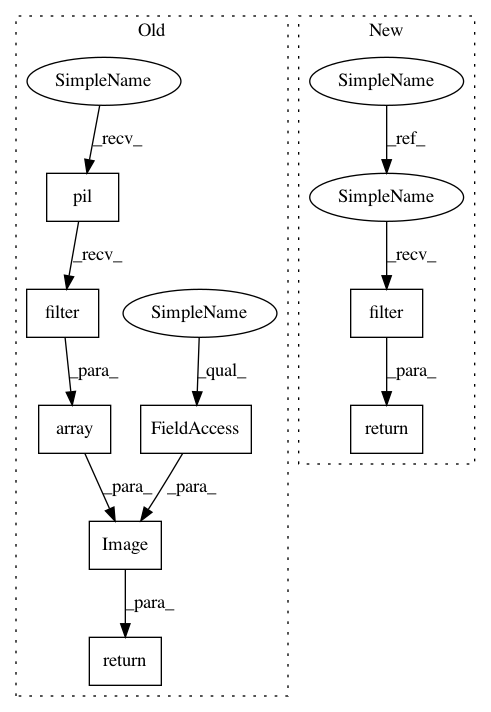 Old
New
SimpleName
SimpleName
_recv_
_ref_
pil
SimpleName
_recv_
_recv_
filter
SimpleName
filter
_para_
_qual_
_para_
array
FieldAccess
return
_para_
_para_
Image
_para_
return